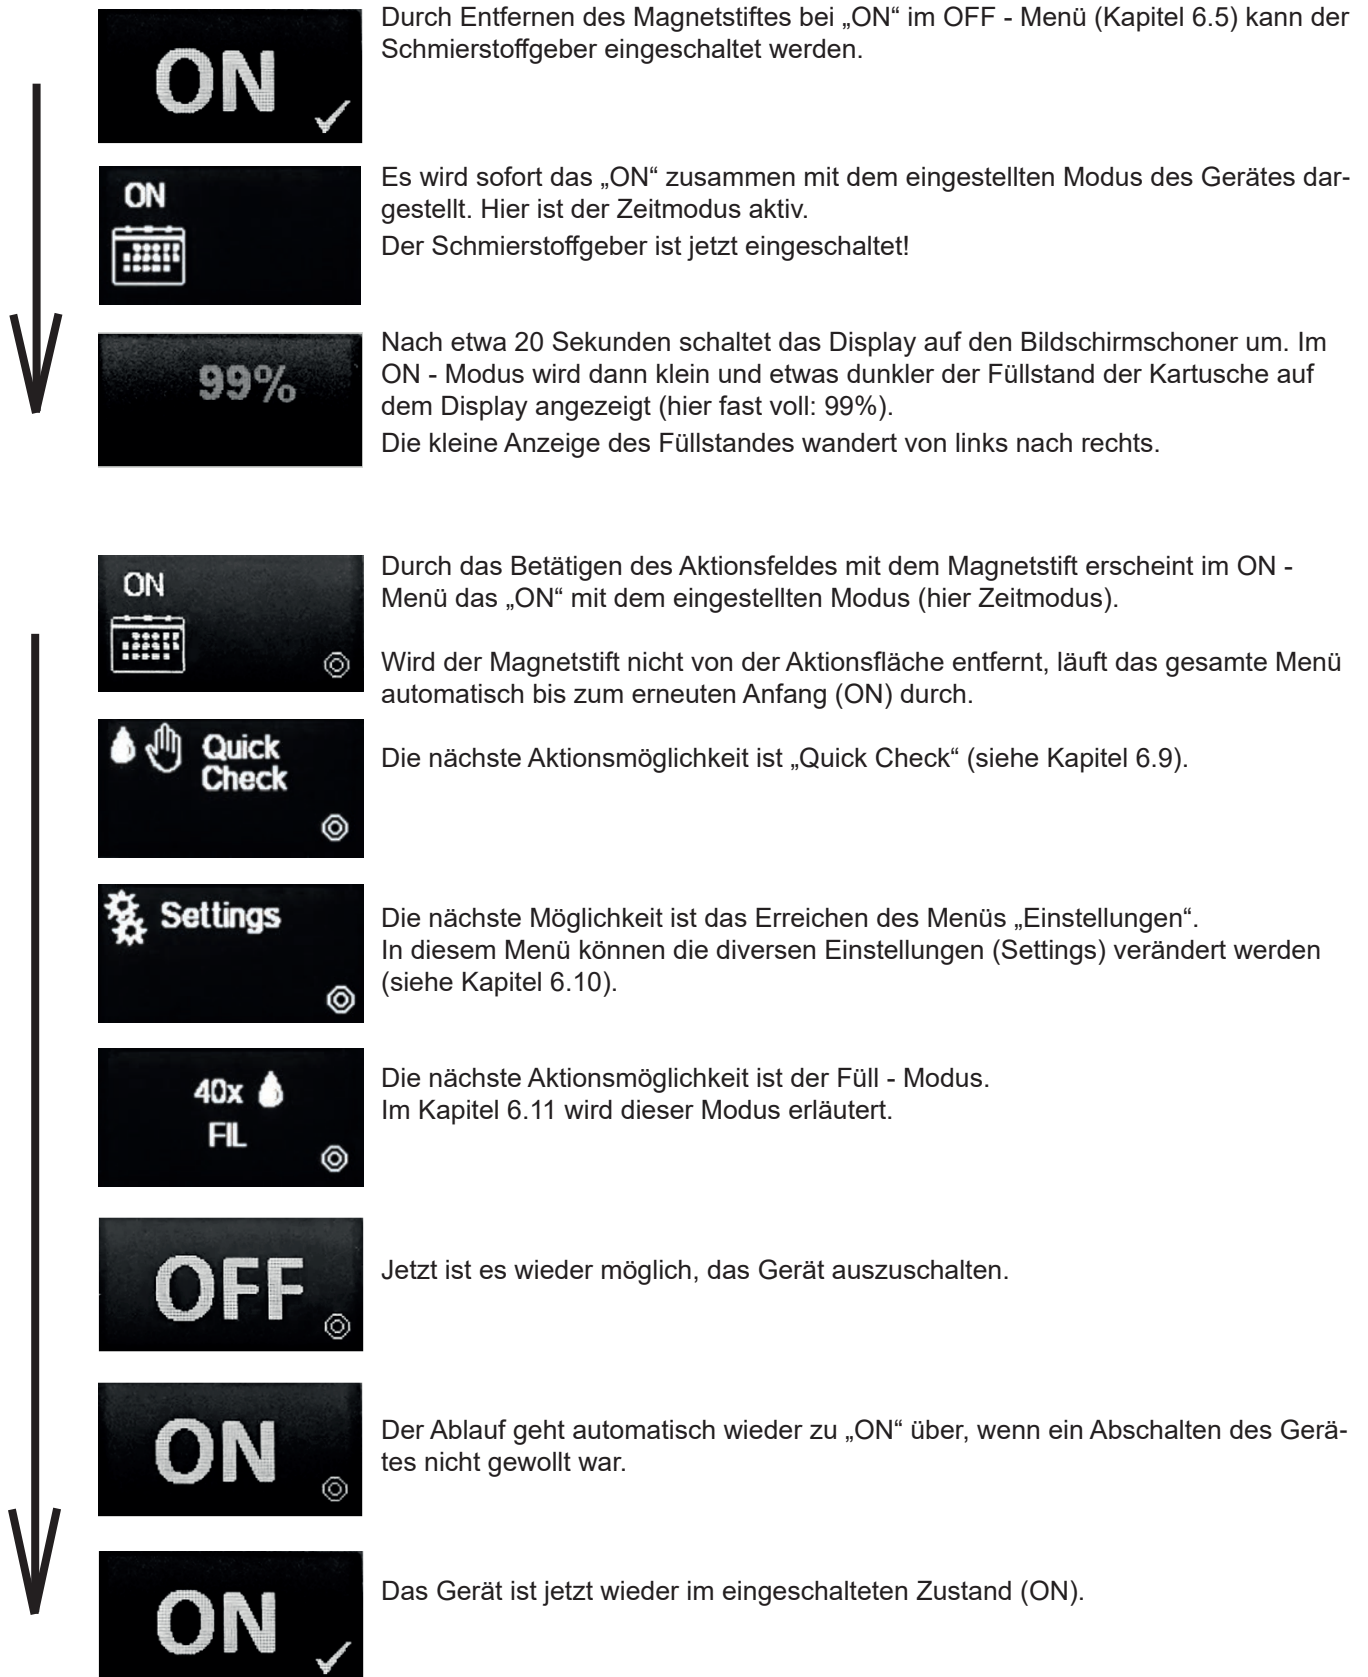 ON
Durch Entfernen des Magnetstiftes bei „ON“ im OFF - Menü (Kapitel 6.5) kann der
Schmierstoffgeber eingeschaltet werden.
ON
Es wird sofort das „ON“ zusammen mit dem eingestellten Modus des Gerätes dar-
gestellt. Hier ist der Zeitmodus aktiv.
Der Schmierstoffgeber ist jetzt eingeschaltet!
99%
Nach etwa 20 Sekunden schaltet das Display auf den Bildschirmschoner um. Im
ON - Modus wird dann klein und etwas dunkler der Füllstand der Kartusche auf
dem Display angezeigt (hier fast voll: 99%).
Die kleine Anzeige des Füllstandes wandert von links nach rechts.
ON
Durch das Betätigen des Aktionsfeldes mit dem Magnetstift erscheint im ON -
Menü das „ON“ mit dem eingestellten Modus (hier Zeitmodus).
Wird der Magnetstift nicht von der Aktionsfläche entfernt, läuft das gesamte Menü
automatisch bis zum erneuten Anfang (ON) durch.
Quick
Check
Die nächste Aktionsmöglichkeit ist „Quick Check“ (siehe Kapitel 6.9).
Settings
Die nächste Möglichkeit ist das Erreichen des Menüs „Einstellungen“.
In diesem Menü können die diversen Einstellungen (Settings) verändert werden
(siehe Kapitel 6.10).
40x
FIL
Die nächste Aktionsmöglichkeit ist der Füll - Modus.
Im Kapitel 6.11 wird dieser Modus erläutert.
OFF
Jetzt ist es wieder möglich, das Gerät auszuschalten.
ON
Der Ablauf geht automatisch wieder zu „ON“ über, wenn ein Abschalten des Gerä-
tes nicht gewollt war.
ON
Das Gerät ist jetzt wieder im eingeschalteten Zustand (ON).